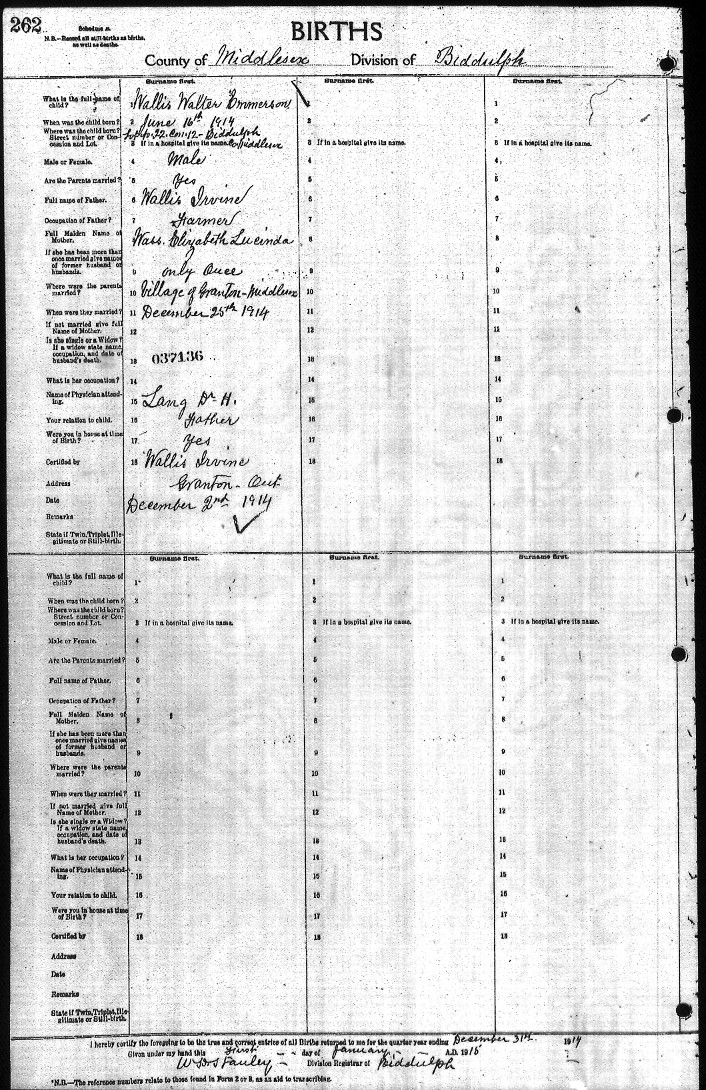 262
Schedule A.
N.B.—Record all still-births as births,
as well as deaths.
BIRTHS
County of Middlesex Division of Biddulph
Surname first. Surname first. Surname first.
What is the full name of child? 1 Wallis Walter Emmerson 1 1
When was the child born? 2 June 16th 1914 2 2
Where was the child born? Street number or Concession and Lot. 3 If in a hospital give its name. 22. Con. 12 - Biddulph Co Middlesex 3 If in a hospital give its name. 3 If in a hospital give its name.
Male or Female. 4 Male 4 4
Are the Parents married? 5 Yes 5 5
Full name of Father. 6 Wallis Irvine 6 6
Occupation of Father? 7 Farmer 7 7
Full Maiden Name of Mother. 8 Wass. Elizabeth Lucinda 8 8
If she has been more than once married give names of former husband or husbands. 9 only Once 9 9
Where were the parents married? 10 Village of Granton - Middlesex 10 10
When were they married? 11 December 25th 1914 11 11
If not married give full Name of Mother. 12 12 12
Is she single or a Widow? If a widow state name, occupation, and date of husband's death. 13 037136 13 13
What is her occupation? 14 14 14
Name of Physician attending. 15 Lang Dr H. 15 15
Your relation to child. 16 Father 16 16
Were you in house at time of Birth? 17 Yes 17 17
Certified by 18 Wallis Irvine 18 18
Address Granton - Ont
Date December 2nd 1914
Remarks
State if Twin, Triplet, Illegitimate or Still-birth.
Surname first. Surname first. Surname first.
What is the full name of child? 1 1 1
When was the child born? 2 2 2
Where was the child born? Street number or Concession and Lot. 3 If in a hospital give its name. 3 If in a hospital give its name. 3 If in a hospital give its name.
Male or Female. 4 4 4
Are the Parents married? 5 5 5
Full name of Father. 6 6 6
Occupation of Father? 7 7 7
Full Maiden Name of Mother. 8 8 8
If she has been more than once married give names of former husband or husbands. 9 9 9
Where were the parents married? 10 10 10
When were they married? 11 11 11
If not married give full Name of Mother. 12 12 12
Is she single or a Widow? If a widow state name, occupation, and date of husband's death. 13 13 13
What is her occupation? 14 14 14
Name of Physician attending. 15 15 15
Your relation to child. 16 16 16
Were you in house at time of Birth? 17 17 17
Certified by 18 18 18
Address
Date
Remarks
State if Twin, Triplet, Illegitimate or Still-birth.
I hereby certify the foregoing to be the true and correct entries of all Births returned to me for the quarter year ending December 31st. 1914
Given under my hand this First day of January A.D. 1915
Division Registrar of Biddulph
*N.B.—The reference numbers relate to those found in Form 2 or B, as an aid to transcribing.